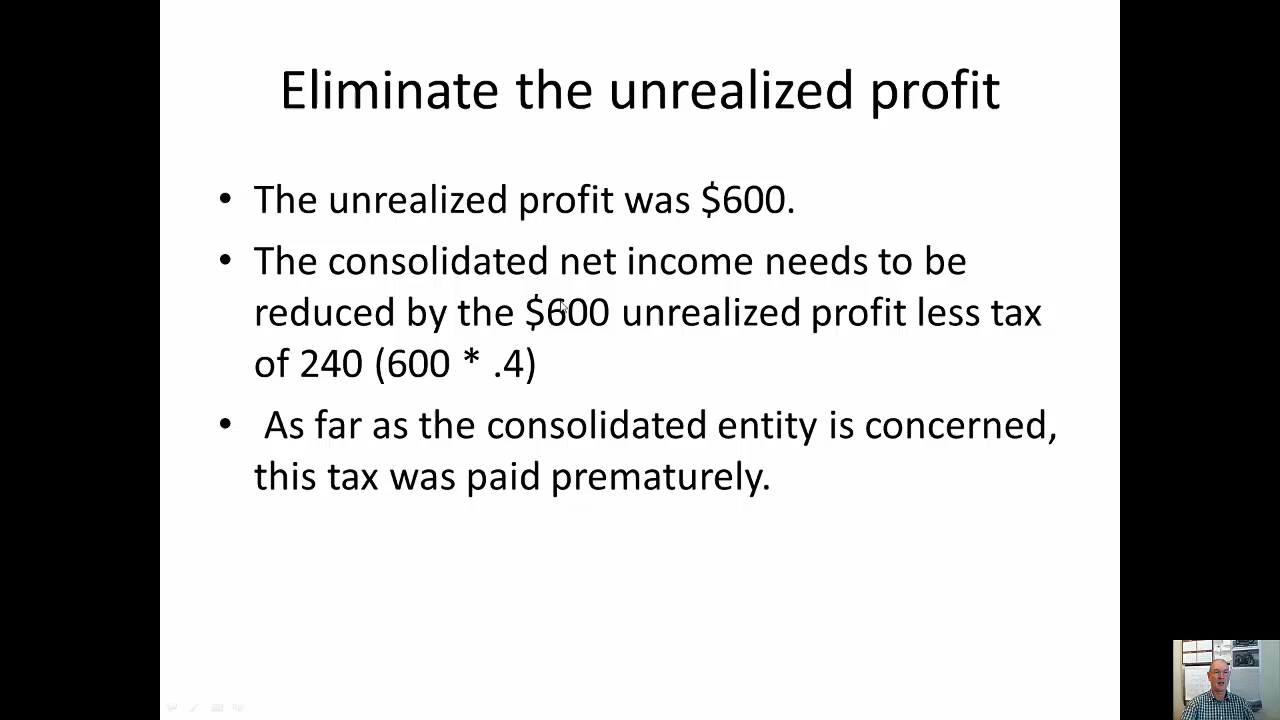 Eliminate the unrealized profit
• The unrealized profit was $600.
• The consolidated net income needs to be
reduced by the $600 unrealized profit less tax
of 240 (600 * .4)
• As far as the consolidated entity is concerned,
this tax was paid prematurely.